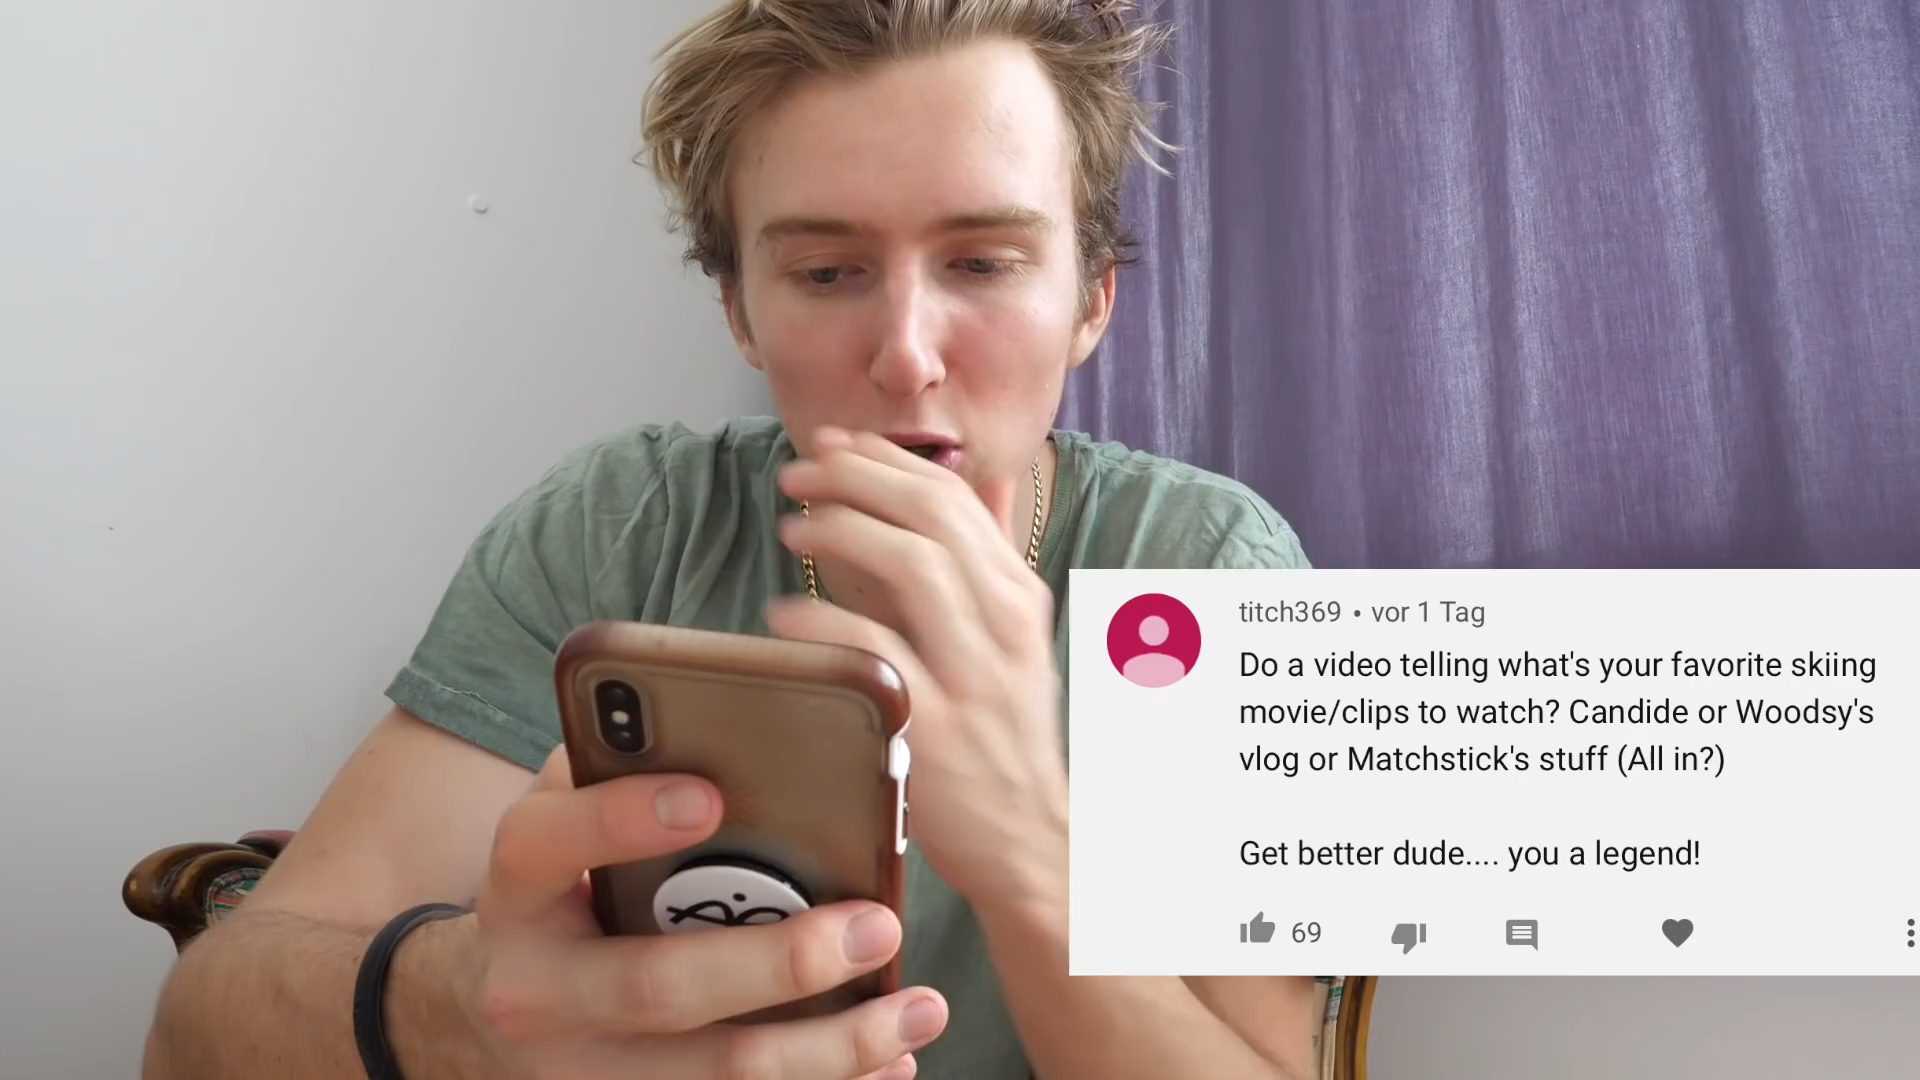 titch369 • vor 1 Tag
Do a video telling what's your favorite skiing
movie/clips to watch? Candide or Woodsy's
vlog or Matchstick's stuff (All in?)
Get better dude.... you a legend!
69